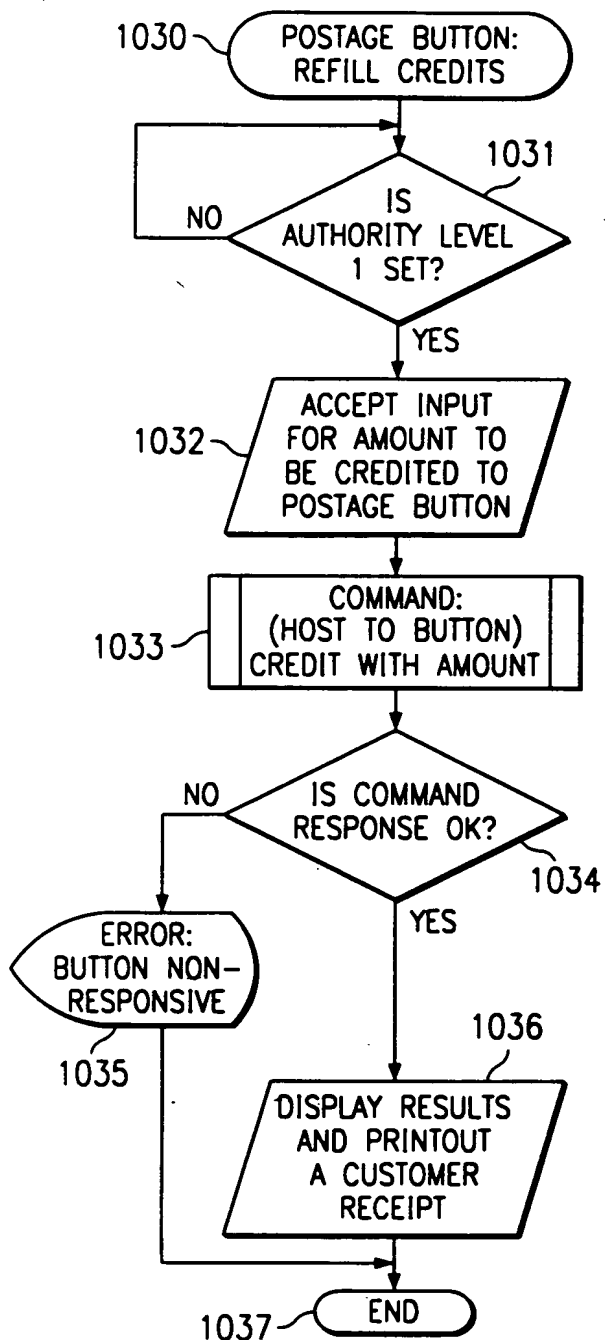 1030
POSTAGE BUTTON:
REFILL CREDITS
1031
IS
AUTHORITY LEVEL
1 SET?
NO
YES
1032
ACCEPT INPUT
FOR AMOUNT TO
BE CREDITED TO
POSTAGE BUTTON
1033
COMMAND:
(HOST TO BUTTON)
CREDIT WITH AMOUNT
NO
IS COMMAND
RESPONSE OK?
1034
YES
ERROR:
BUTTON NON-
RESPONSIVE
1035
1036
DISPLAY RESULTS
AND PRINTOUT
A CUSTOMER
RECEIPT
1037
END